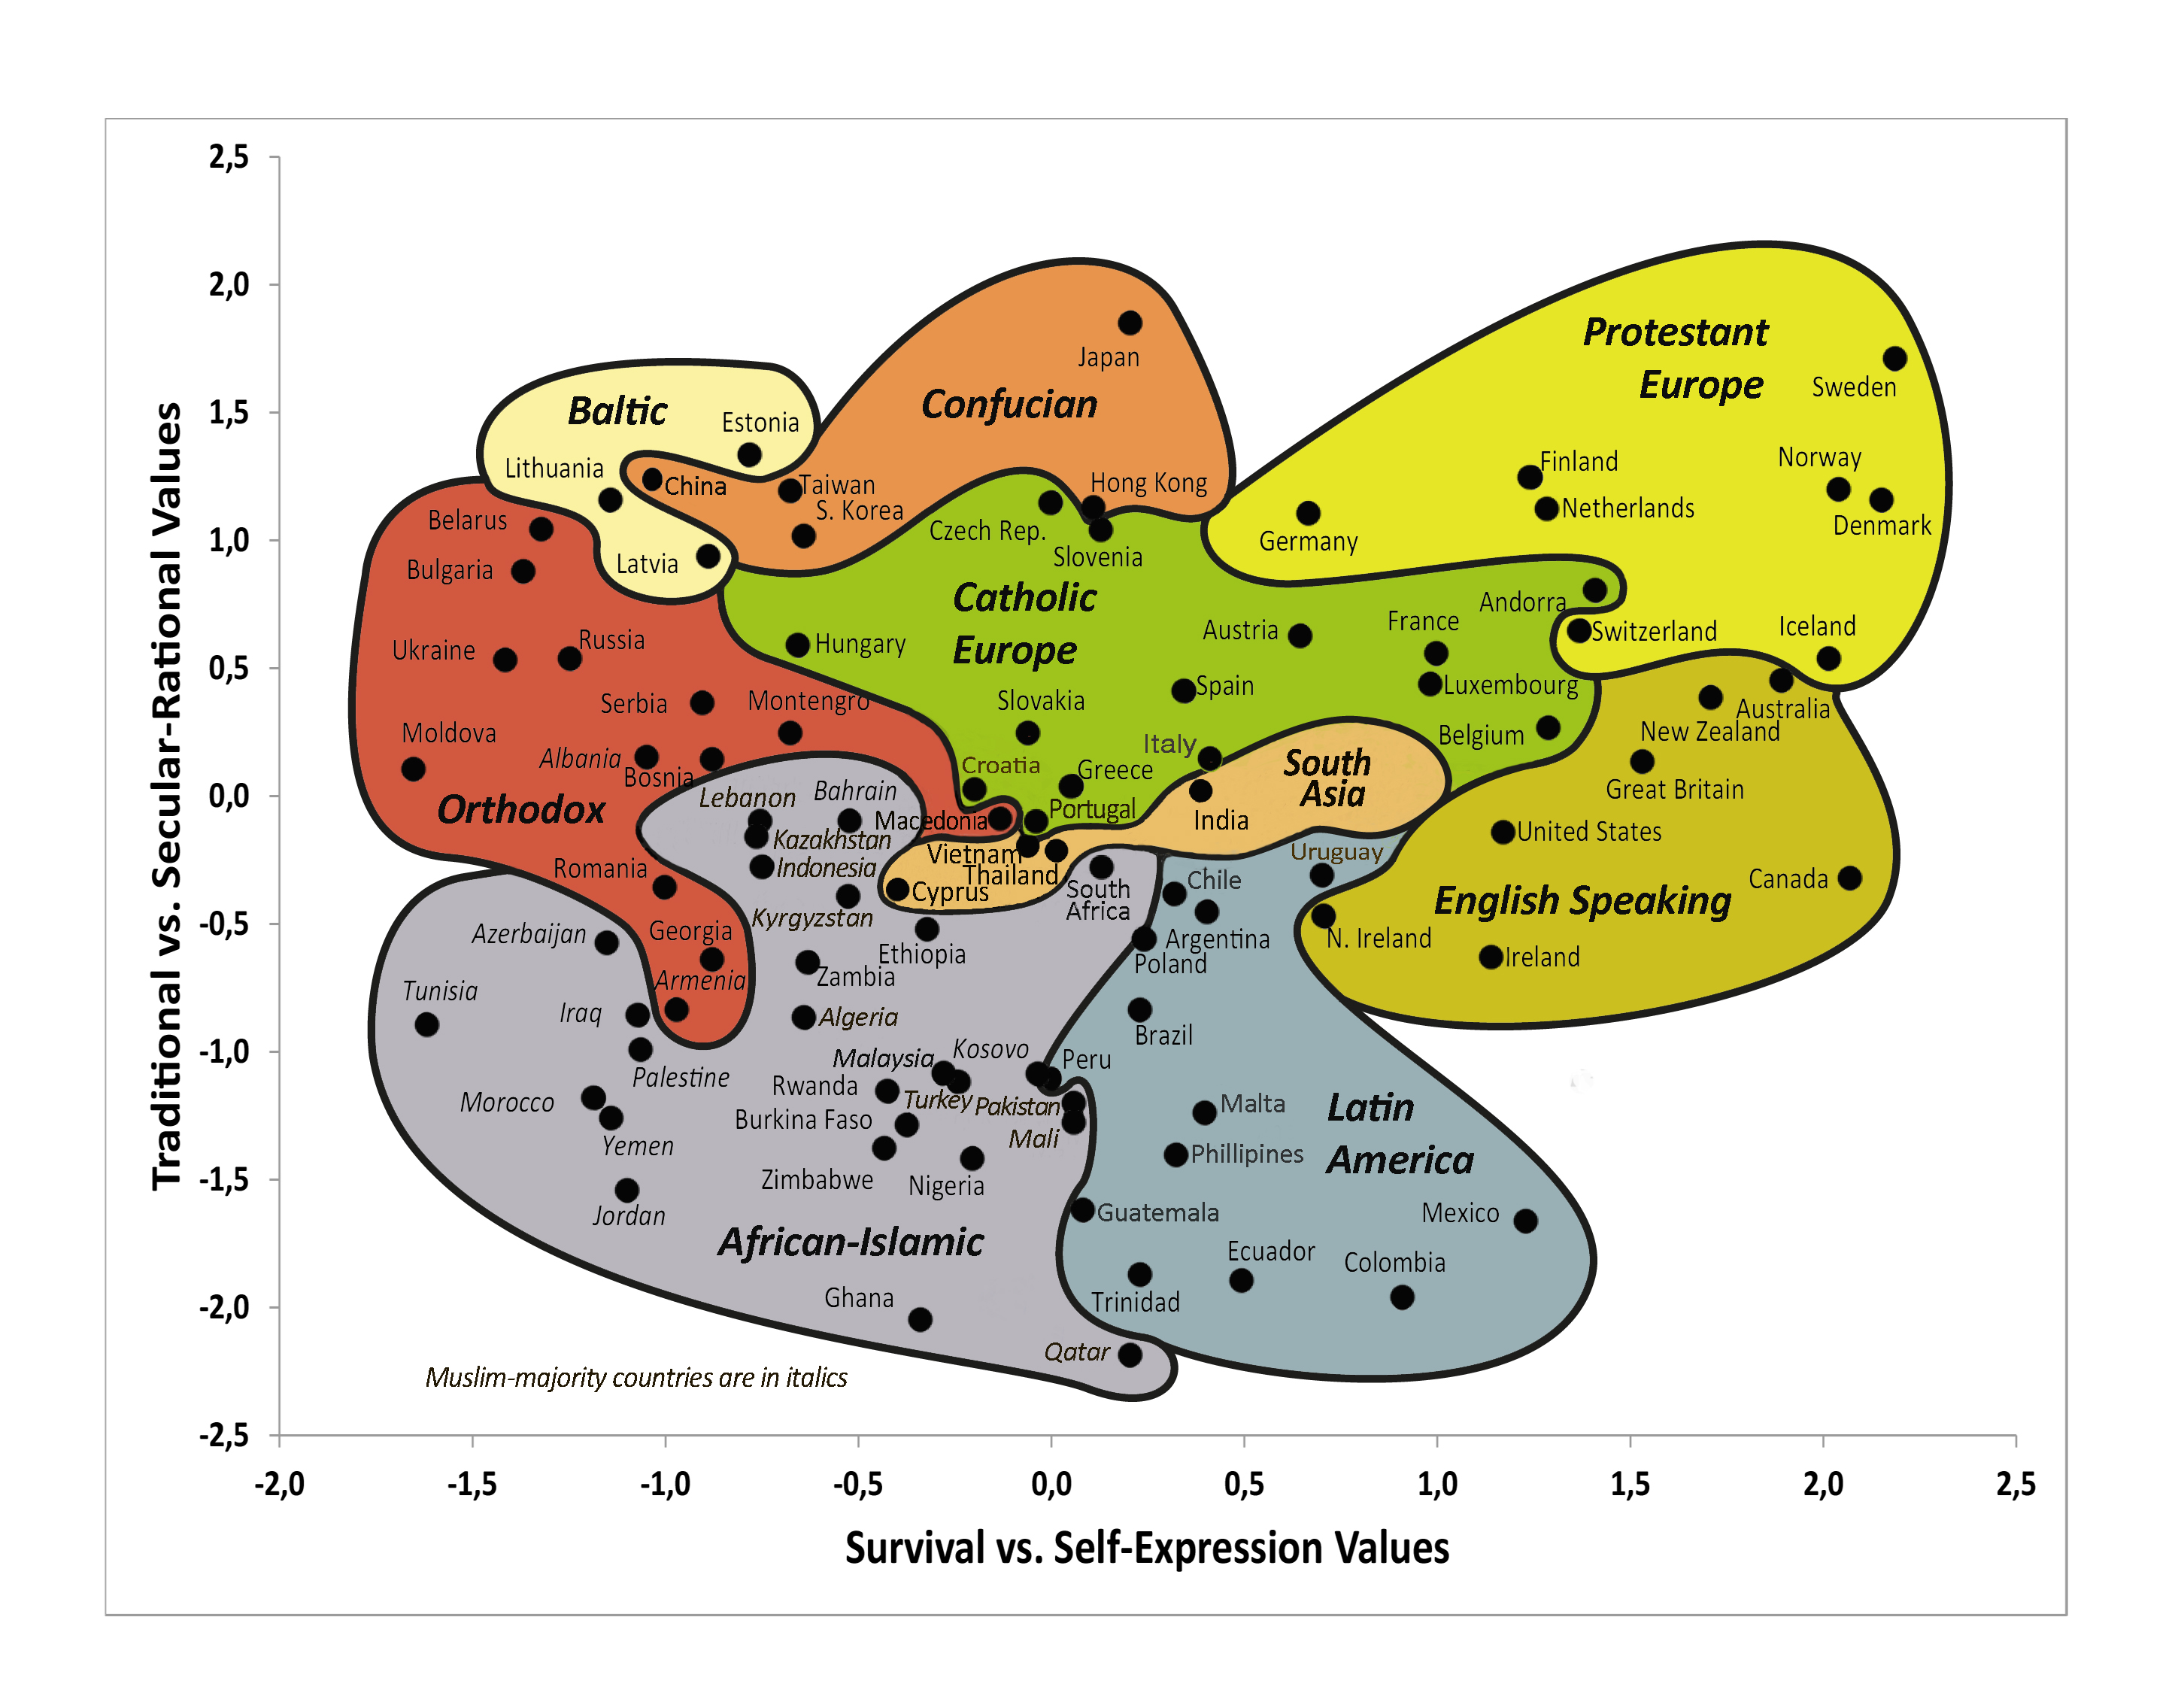 2,5
2,0
1,5
1,0
0,5
0,0
-0,5
-1,0
-1,5
-2,0
-2,5
Traditional vs. Secular-Rational Values
Protestant
Europe
Japan
Sweden
Confucian
Baltic
Estonia
Finland
Norway
Lithuania
China
Taiwan
Hong Kong
S. Korea
Netherlands
Belarus
Czech Rep.
Denmark
Germany
Slovenia
Latvia
Bulgaria
Catholic
Europe
Andorra
France
Iceland
Austria
Switzerland
Russia
Ukraine
Hungary
Spain
Luxembourg
Serbia
Montengro
Slovakia
Australia
New Zealand
Moldova
Belgium
Italy
Albania
Bosnia
Croatia
Greece
South
Asia
Great Britain
Orthodox
Lebanon
Bahrain
Portugal
Macedonia
India
United States
Kazakhstan
Vietnam
Uruguay
Romania
Indonesia
Thailand
Chile
Canada
Cyprus
South
Africa
English Speaking
Kyrgyzstan
Azerbaijan
Georgia
Ethiopia
Argentina
N. Ireland
Poland
Ireland
Zambia
Armenia
Tunisia
Iraq
Algeria
Brazil
Kosovo
Malaysia
Peru
Palestine
Rwanda
Turkey
Pakistan
Malta
Latin
America
Morocco
Burkina Faso
Mali
Yemen
Phillipines
Zimbabwe
Nigeria
Jordan
Guatemala
Mexico
African-Islamic
Ecuador
Colombia
Ghana
Trinidad
Qatar
Muslim-majority countries are in italics
-2,0 -1,5 -1,0 -0,5 0,0 0,5 1,0 1,5 2,0 2,5
Survival vs. Self-Expression Values